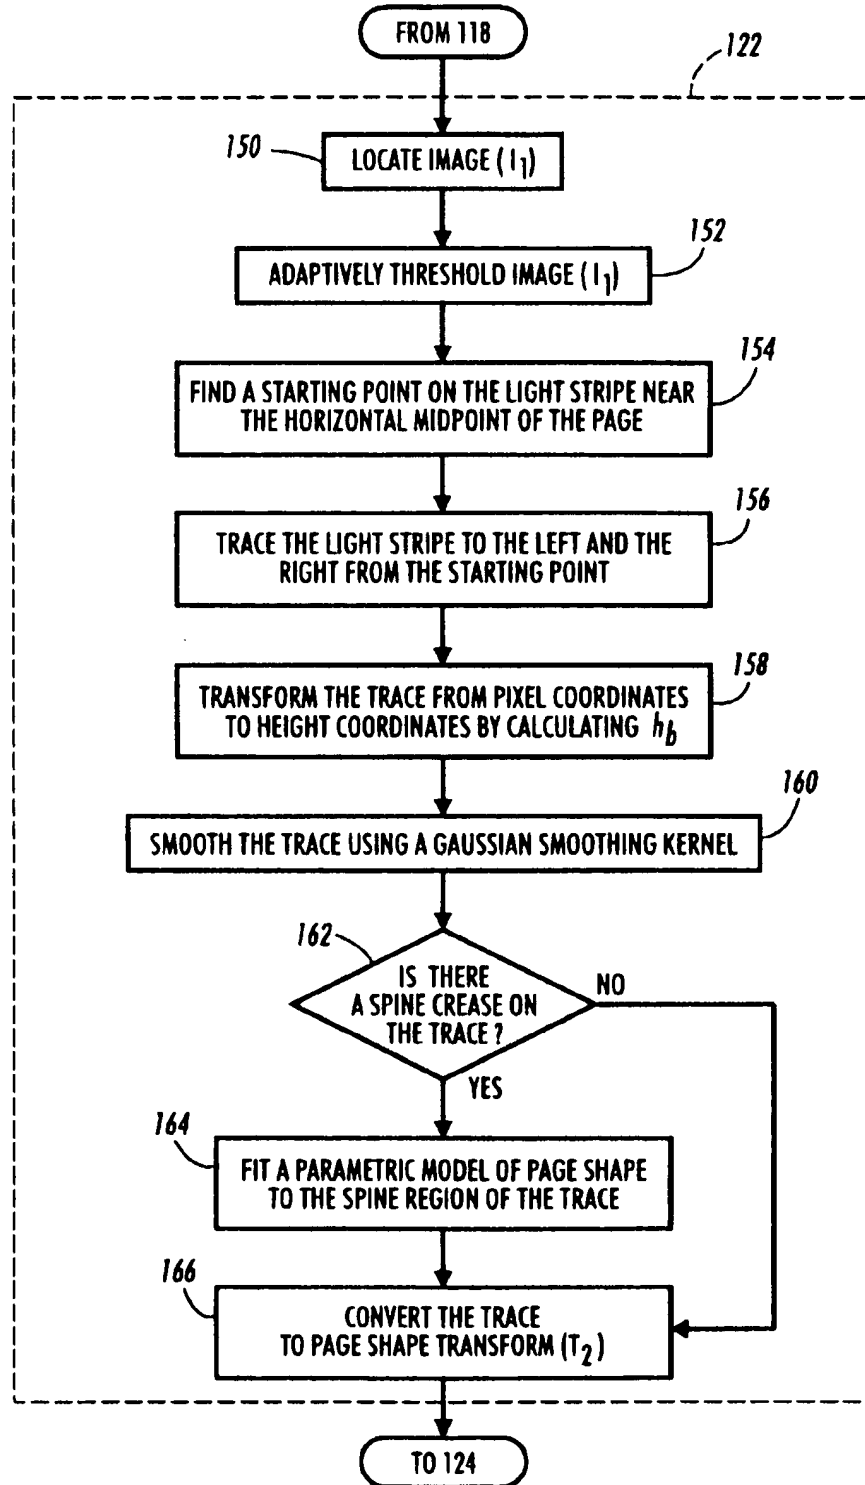 FROM 118
122
150
LOCATE IMAGE (I1)
152
ADAPTIVELY THRESHOLD IMAGE (I1)
154
FIND A STARTING POINT ON THE LIGHT STRIPE NEAR
THE HORIZONTAL MIDPOINT OF THE PAGE
156
TRACE THE LIGHT STRIPE TO THE LEFT AND THE
RIGHT FROM THE STARTING POINT
158
TRANSFORM THE TRACE FROM PIXEL COORDINATES
TO HEIGHT COORDINATES BY CALCULATING hb
160
SMOOTH THE TRACE USING A GAUSSIAN SMOOTHING KERNEL
162
IS THERE
A SPINE CREASE ON
THE TRACE ?
NO
YES
164
FIT A PARAMETRIC MODEL OF PAGE SHAPE
TO THE SPINE REGION OF THE TRACE
166
CONVERT THE TRACE
TO PAGE SHAPE TRANSFORM (T2)
TO 124